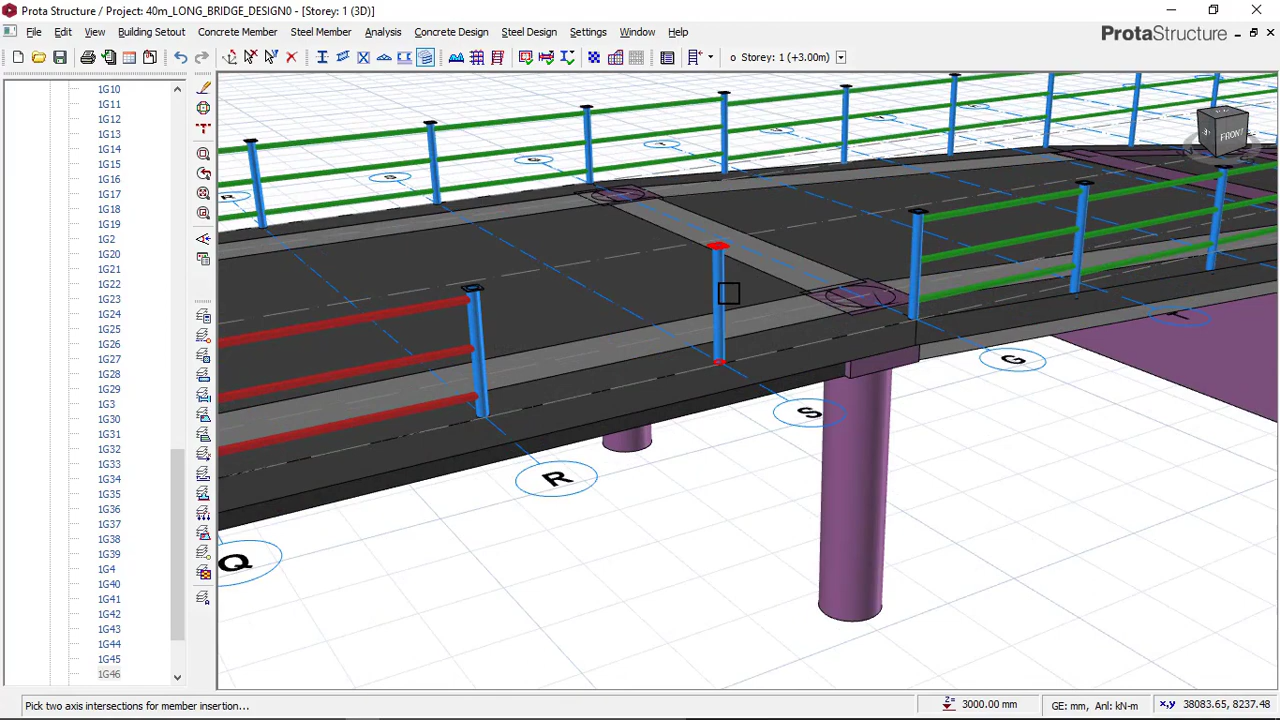 Prota Structure / Project: 40m_LONG_BRIDGE_DESIGN0 - [Storey: 1 (3D)]
File Edit View Building Setout Concrete Member Steel Member Analysis Concrete Design Steel Design Settings Window Help
ProtaStructure
Storey: 1 (+3.00m)
1G10
1G11
1G12
1G13
1G14
1G15
1G16
1G17
1G18
1G19
1G2
1G20
1G21
1G22
1G23
1G24
1G25
1G26
1G27
1G28
1G29
1G3
1G30
1G31
1G32
1G33
1G34
1G35
1G36
1G37
1G38
1G39
1G4
1G40
1G41
1G42
1G43
1G44
1G45
1G46
FRONT
R
S
G
T
G
S
R
Q
Pick two axis intersections for member insertion...
Z= 3000.00 mm
GE: mm, Anl: kN-m
x,y 38083.65, 8237.48